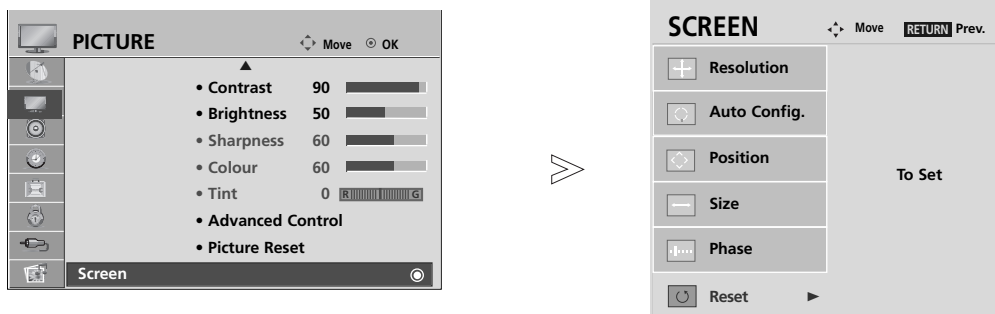 PICTURE
Move OK
• Contrast 90
• Brightness 50
• Sharpness 60
• Colour 60
• Tint 0 R G
• Advanced Control
• Picture Reset
Screen
SCREEN
Move RETURN Prev.
Resolution
Auto Config.
Position
Size
Phase
Reset
To Set